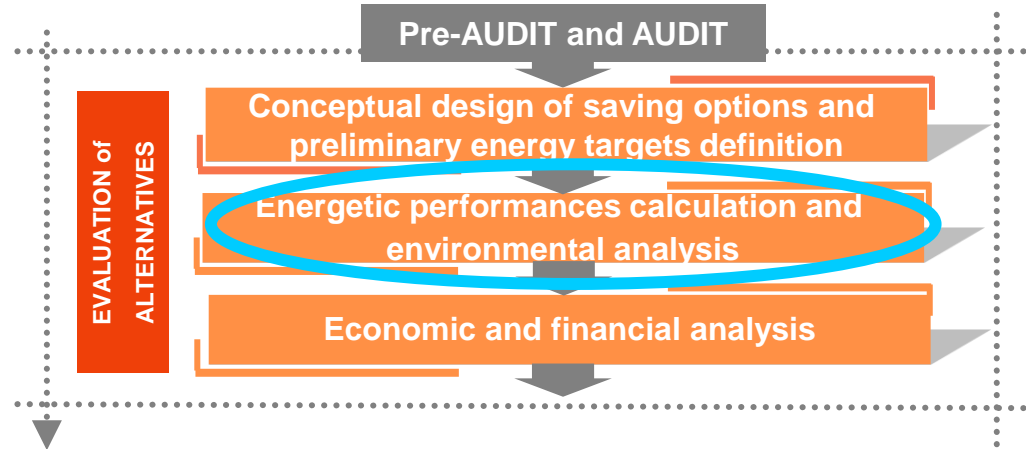 Pre-AUDIT and AUDIT
EVALUATION of
ALTERNATIVES
Conceptual design of saving options and
preliminary energy targets definition
Energetic performances calculation and
environmental analysis
Economic and financial analysis